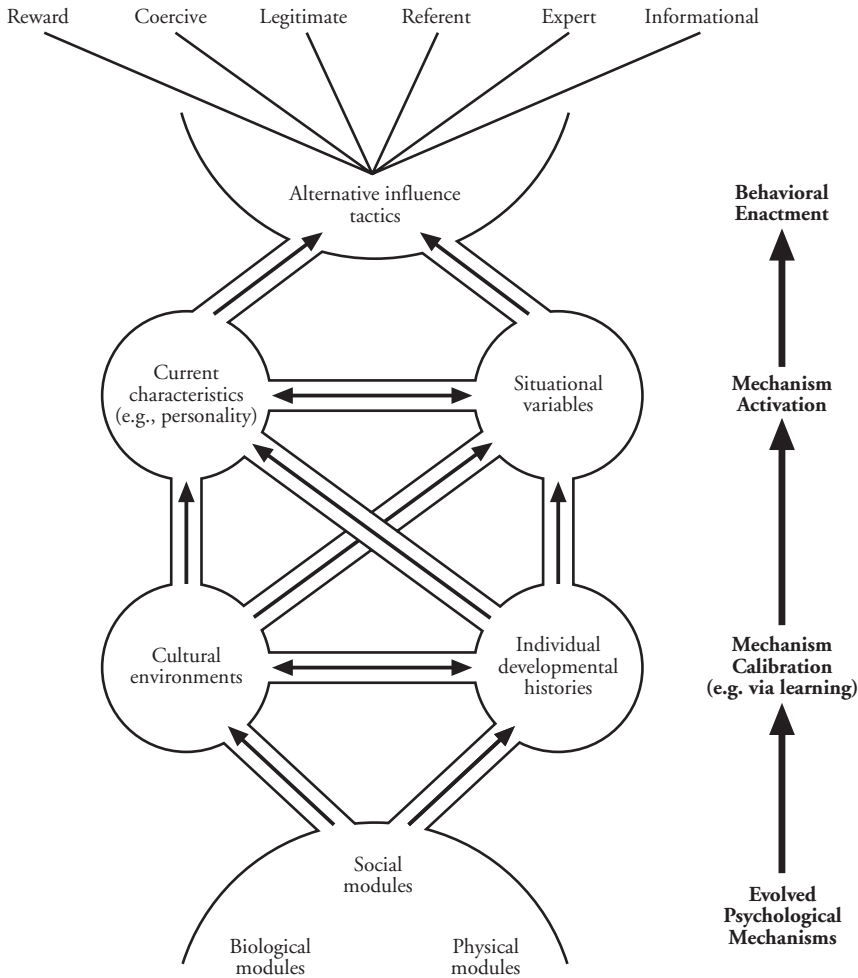 Reward Coercive Legitimate Referent Expert Informational
Alternative influence
tactics
Behavioral
Enactment
Current
characteristics
(e.g., personality)
Situational
variables
Mechanism
Activation
Cultural
environments
Individual
developmental
histories
Mechanism
Calibration
(e.g. via learning)
Social
modules
Biological
modules
Physical
modules
Evolved
Psychological
Mechanisms